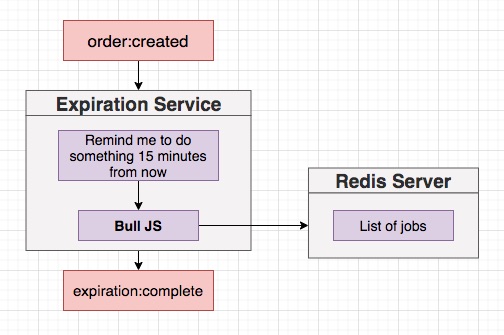 order:created
Expiration Service
Remind me to do
something 15 minutes
from now
Bull JS
Redis Server
List of jobs
expiration:complete